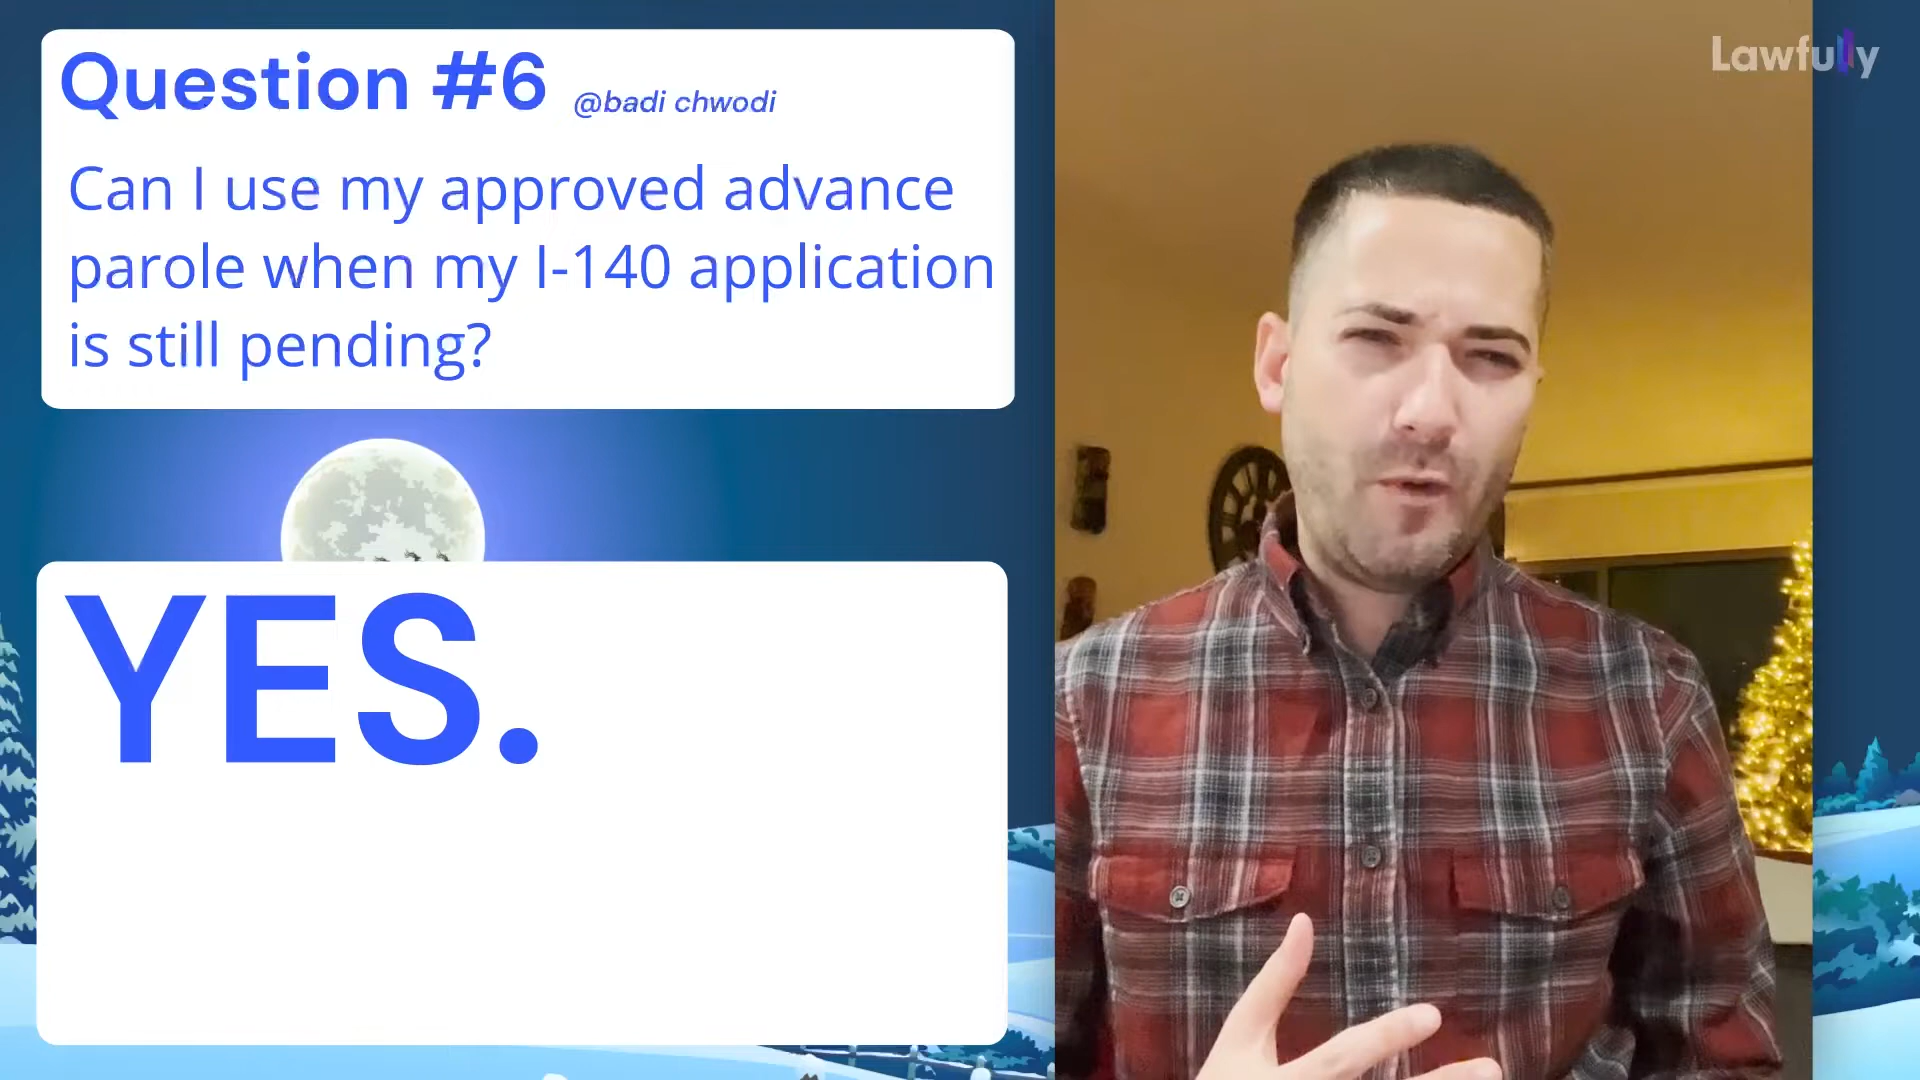 Question #6 @badi chwodi
Can I use my approved advance
parole when my I-140 application
is still pending?
YES.
Lawfully